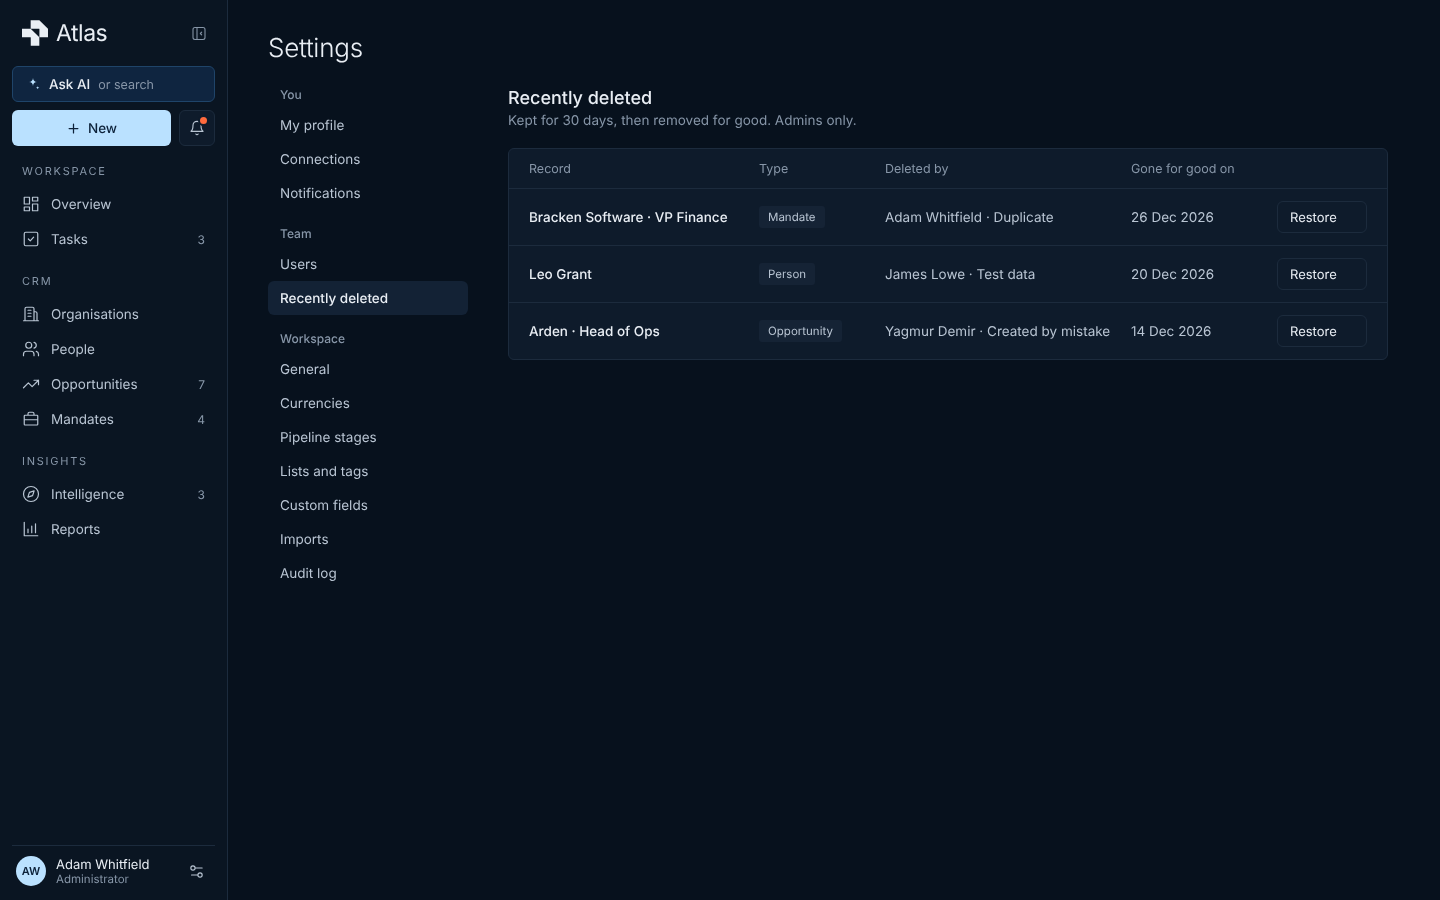 Atlas
Ask AI or search
New
WORKSPACE
Overview
Tasks 3
CRM
Organisations
People
Opportunities 7
Mandates 4
INSIGHTS
Intelligence 3
Reports
AW
Adam Whitfield
Administrator
Settings
You
My profile
Connections
Notifications
Team
Users
Recently deleted
Workspace
General
Currencies
Pipeline stages
Lists and tags
Custom fields
Imports
Audit log
Recently deleted
Kept for 30 days, then removed for good. Admins only.
Record Type Deleted by Gone for good on
Bracken Software · VP Finance Mandate Adam Whitfield · Duplicate 26 Dec 2026 Restore
Leo Grant Person James Lowe · Test data 20 Dec 2026 Restore
Arden · Head of Ops Opportunity Yagmur Demir · Created by mistake 14 Dec 2026 Restore